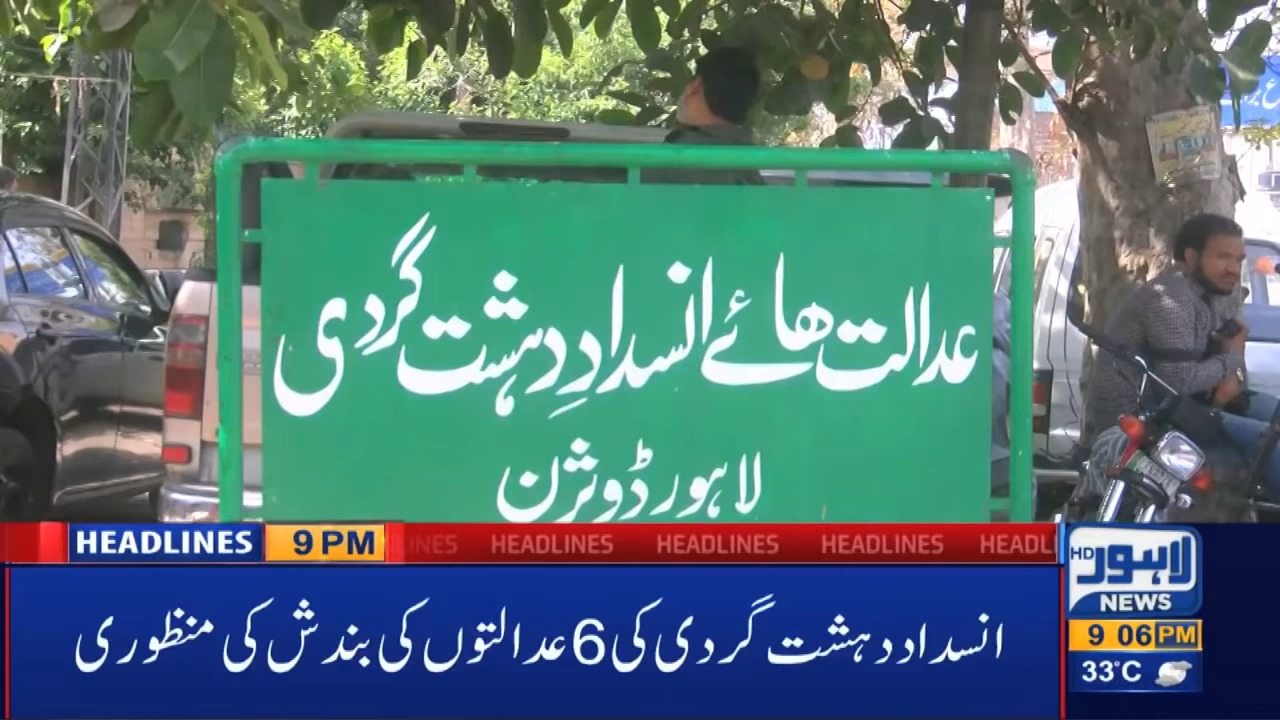 عدالت ھائے انسدادِ دہشت گردی
لاہور ڈویژن
HEADLINES 9 PM HEADLINES HEADLINES HEADLINES
لاہور HD
NEWS
انسداد دہشت گردی کی 6 عدالتوں کی بندش کی منظوری
9 06 PM
33°C